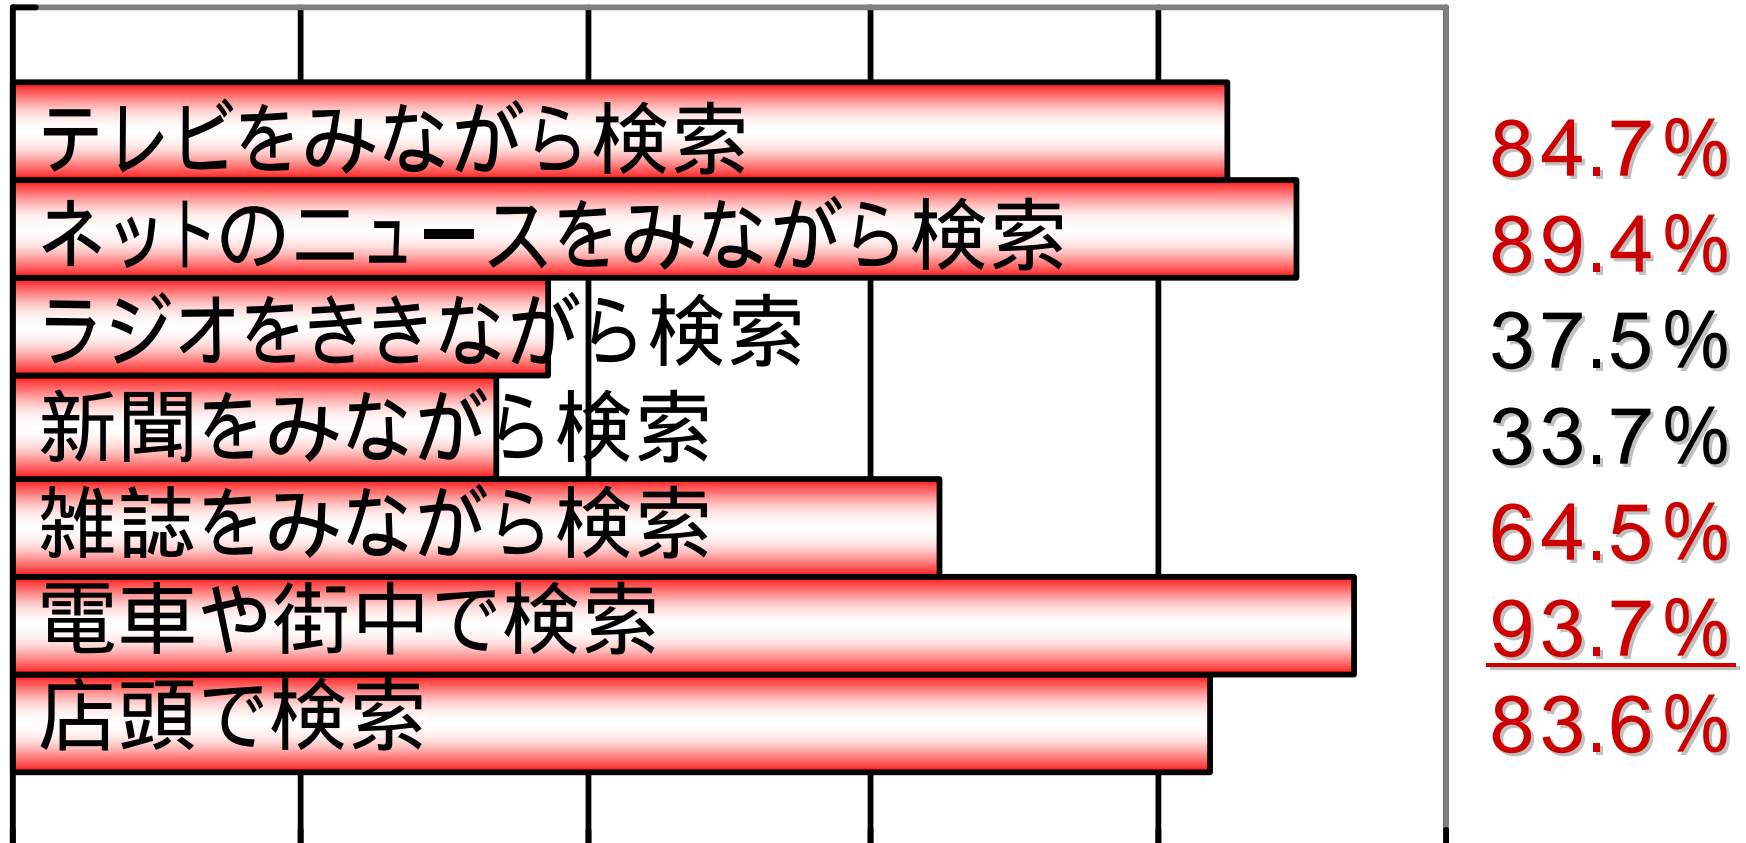 テレビをみながら検索 84.7%
ネットのニュースをみながら検索 89.4%
ラジオをききながら検索 37.5%
新聞をみながら検索 33.7%
雑誌をみながら検索 64.5%
電車や街中で検索 93.7%
店頭で検索 83.6%